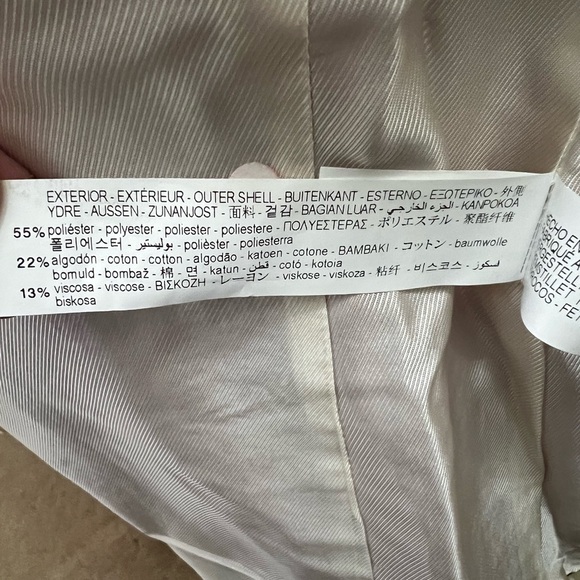 EXTERIOR - EXTÉRIEUR - OUTER SHELL - BUITENKANT - ESTERNO - ΕΞΩΤΕΡΙΚΟ - 外
YDRE - AUSSEN - ZUNANJOST - 面料 - 겉감 - BAGIAN LUAR - الجزء الخارجي - KANPOKOA
55% poliéster - polyester - poliester - poliestere - ΠΟΛΥΕΣΤΕΡΑΣ - ポリエステル - 聚酯纤维
폴리에스터 - بوليستير - polièster - poliesterra
22% algodón - coton - cotton - algodão - katoen - cotone - BAMBAKI - コットン - baumwolle
bomuld - bombaž - 棉 - 면 - katun - قطن - cotó - kotoia
13% viscosa - viscose - ΒΙΣΚΟΖΗ - レーヨン - viskose - viskoza - 粘纤 - 비스코스 - فسكوز
biskosa